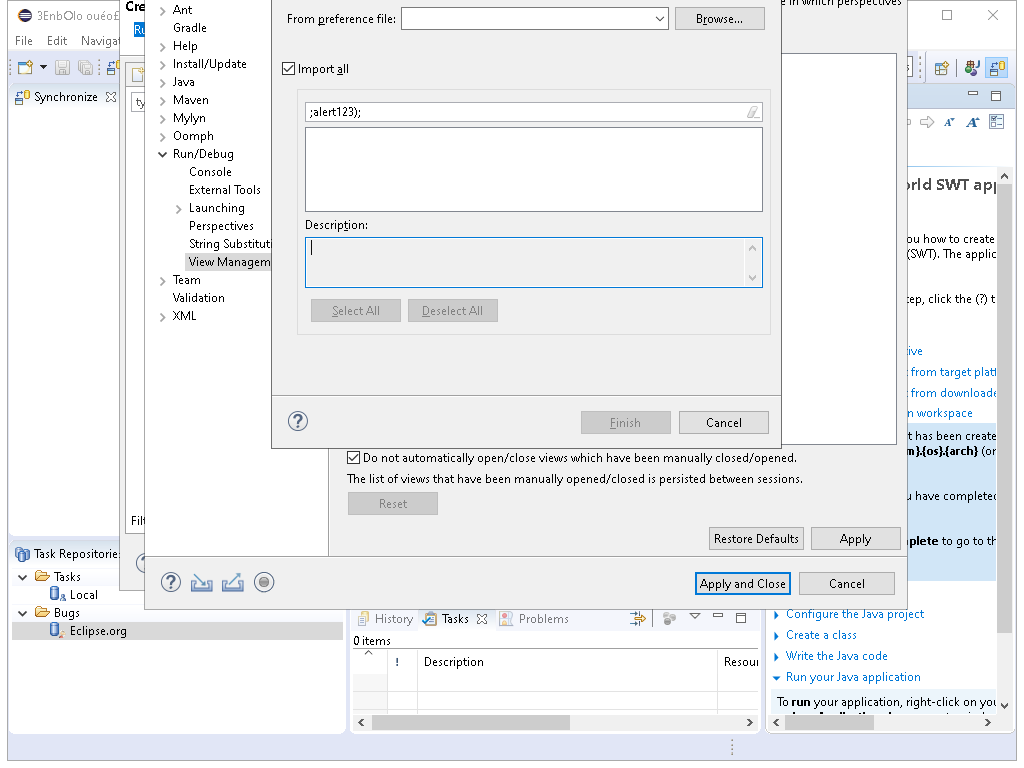 3EnbOlo ouéo£
File Edit Navigat
Synchronize
Cre
Ru
ty
Filt
Ant
Gradle
Help
Install/Update
Java
Maven
Mylyn
Oomph
Run/Debug
Console
External Tools
Launching
Perspectives
String Substituti
View Managem
Team
Validation
XML
From preference file:
Browse...
Import all
;alert123);
Description:
Select All
Deselect All
Finish
Cancel
e in which perspectives
Do not automatically open/close views which have been manually closed/opened.
The list of views that have been manually opened/closed is persisted between sessions.
Reset
Restore Defaults
Apply
Apply and Close
Cancel
orld SWT app
ou how to create
(SWT). The applic
tep, click the (?) t
ive
t from target platf
t from downloade
n workspace
t has been create
m}.{os}.{arch} (or
u have completed
plete to go to th
Task Repositories
Tasks
Local
Bugs
Eclipse.org
History
Tasks
Problems
0 items
!
Description
Resour
Configure the Java project
Create a class
Write the Java code
Run your Java application
To run your application, right-click on you